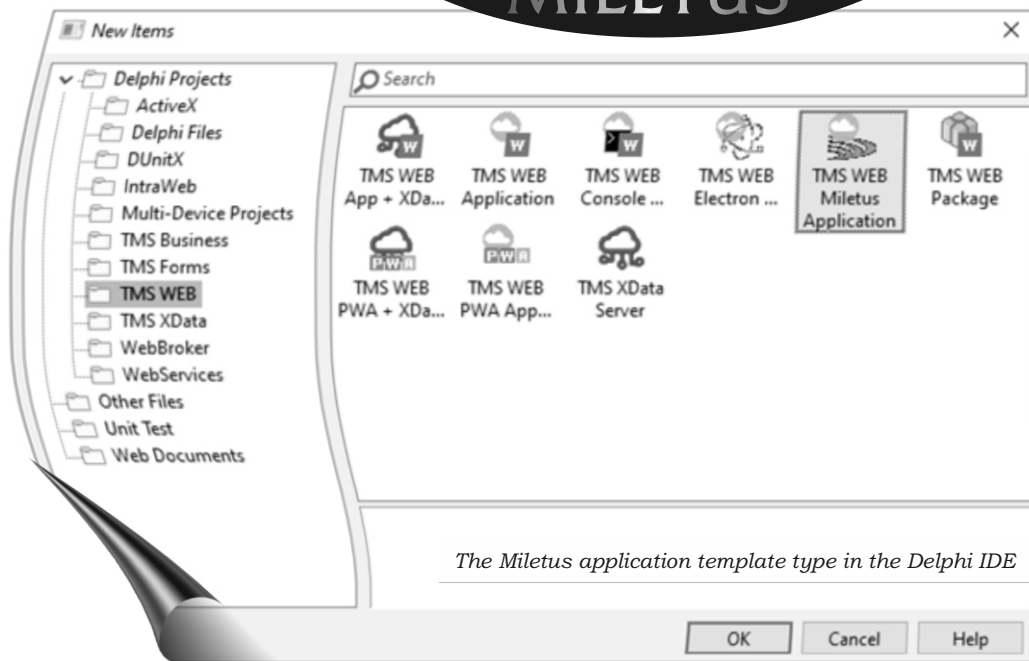 MILETUS
New Items
Delphi Projects
ActiveX
Delphi Files
DUnitX
IntraWeb
Multi-Device Projects
TMS Business
TMS Forms
TMS WEB
TMS XData
WebBroker
WebServices
Other Files
Unit Test
Web Documents
Search
TMS WEB
App + XDa...
TMS WEB
Application
TMS WEB
Console ...
TMS WEB
Electron ...
TMS WEB
Miletus
Application
TMS WEB
Package
PWA
TMS WEB
PWA + XDa...
PWA
TMS WEB
PWA App...
TMS XData
Server
The Miletus application template type in the Delphi IDE
OK
Cancel
Help